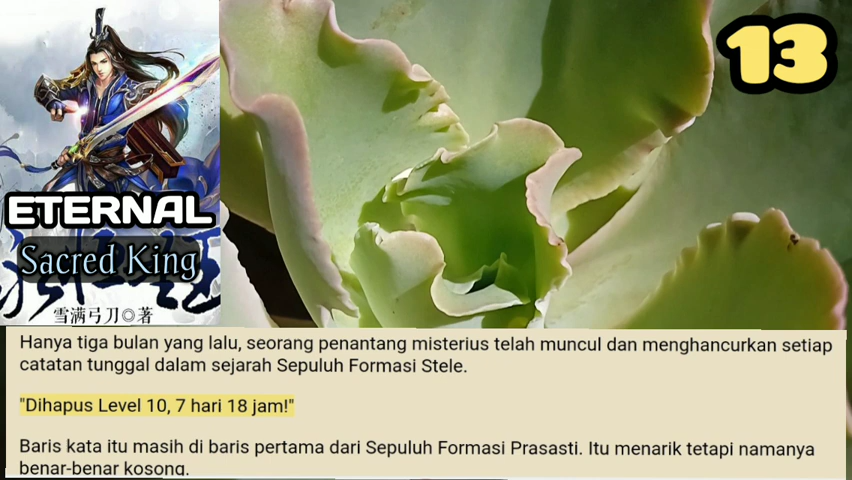 13
ETERNAL
Sacred King
雪满弓刀◎著
Hanya tiga bulan yang lalu, seorang penantang misterius telah muncul dan menghancurkan setiap
catatan tunggal dalam sejarah Sepuluh Formasi Stele.
"Dihapus Level 10, 7 hari 18 jam!"
Baris kata itu masih di baris pertama dari Sepuluh Formasi Prasasti. Itu menarik tetapi namanya
benar-benar kosong.